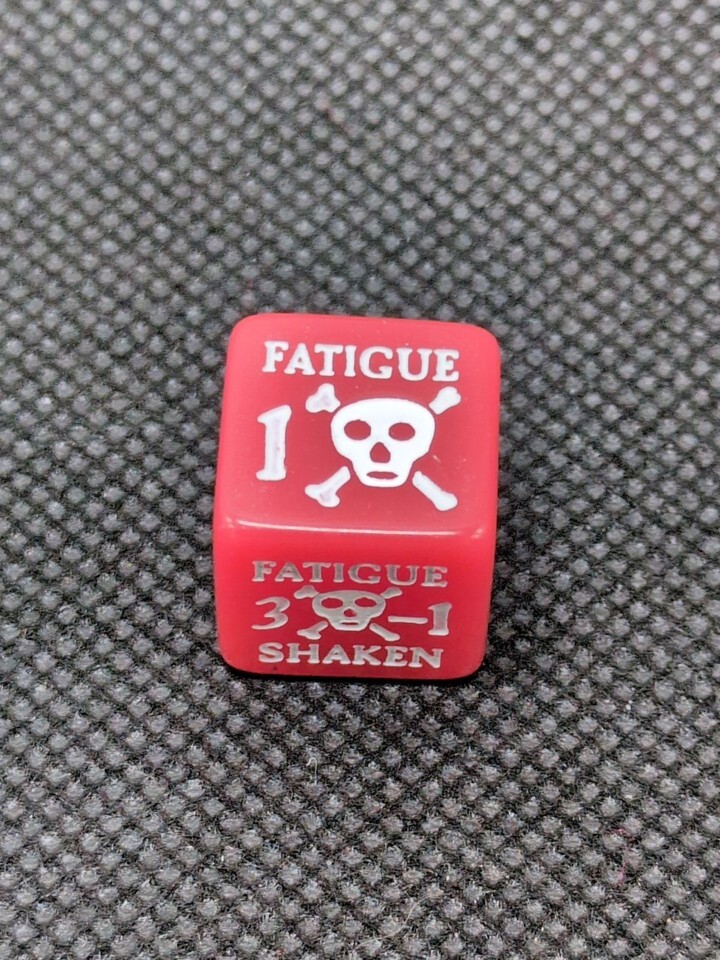 FATIGUE
1
FATIGUE
3 –1
SHAKEN